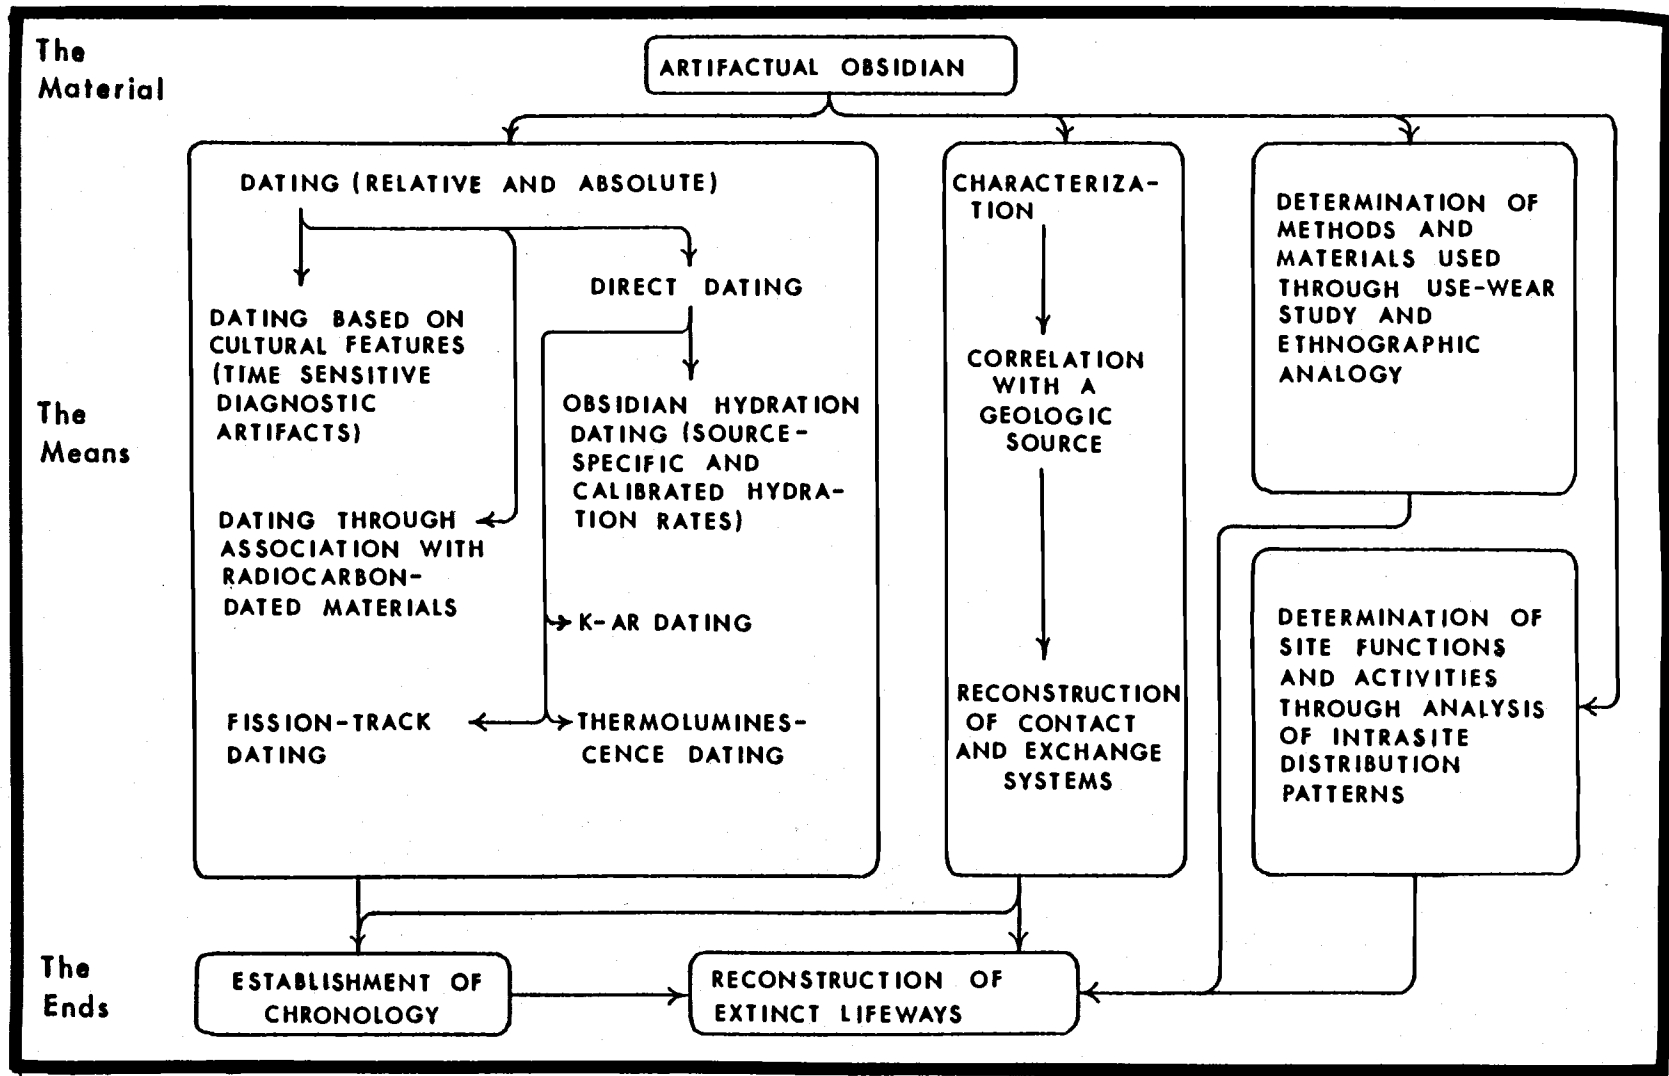 The
Material
ARTIFACTUAL OBSIDIAN
The
Means
DATING (RELATIVE AND ABSOLUTE)
DATING BASED ON
CULTURAL FEATURES
(TIME SENSITIVE
DIAGNOSTIC
ARTIFACTS)
DATING THROUGH
ASSOCIATION WITH
RADIOCARBON-
DATED MATERIALS
DIRECT DATING
OBSIDIAN HYDRATION
DATING (SOURCE-
SPECIFIC AND
CALIBRATED HYDRA-
TION RATES)
K-AR DATING
FISSION-TRACK
DATING
THERMOLUMINES-
CENCE DATING
CHARACTERIZA-
TION
CORRELATION
WITH A
GEOLOGIC
SOURCE
RECONSTRUCTION
OF CONTACT
AND EXCHANGE
SYSTEMS
DETERMINATION OF
METHODS AND
MATERIALS USED
THROUGH USE-WEAR
STUDY AND
ETHNOGRAPHIC
ANALOGY
DETERMINATION OF
SITE FUNCTIONS
AND ACTIVITIES
THROUGH ANALYSIS
OF INTRASITE
DISTRIBUTION
PATTERNS
The
Ends
ESTABLISHMENT OF
CHRONOLOGY
RECONSTRUCTION OF
EXTINCT LIFEWAYS